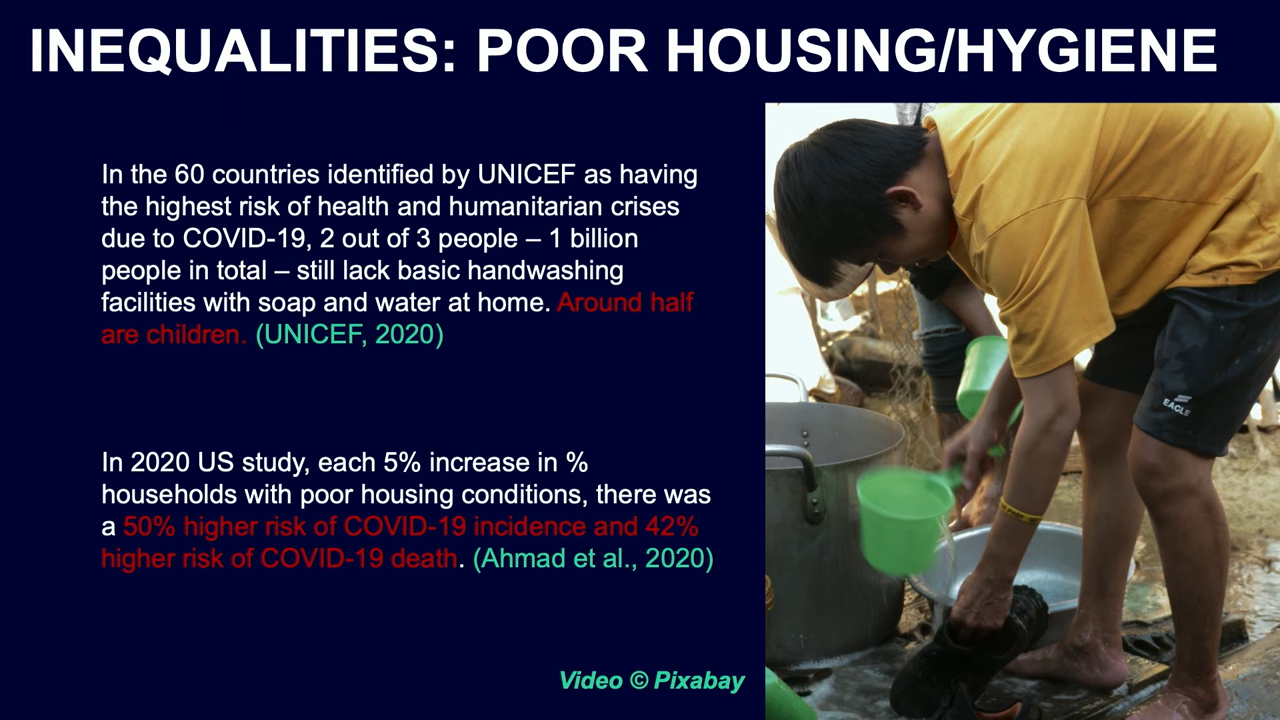 INEQUALITIES: POOR HOUSING/HYGIENE
In the 60 countries identified by UNICEF as having
the highest risk of health and humanitarian crises
due to COVID-19, 2 out of 3 people – 1 billion
people in total – still lack basic handwashing
facilities with soap and water at home. Around half
are children. (UNICEF, 2020)
In 2020 US study, each 5% increase in %
households with poor housing conditions, there was
a 50% higher risk of COVID-19 incidence and 42%
higher risk of COVID-19 death. (Ahmad et al., 2020)
EAGLE
Video © Pixabay